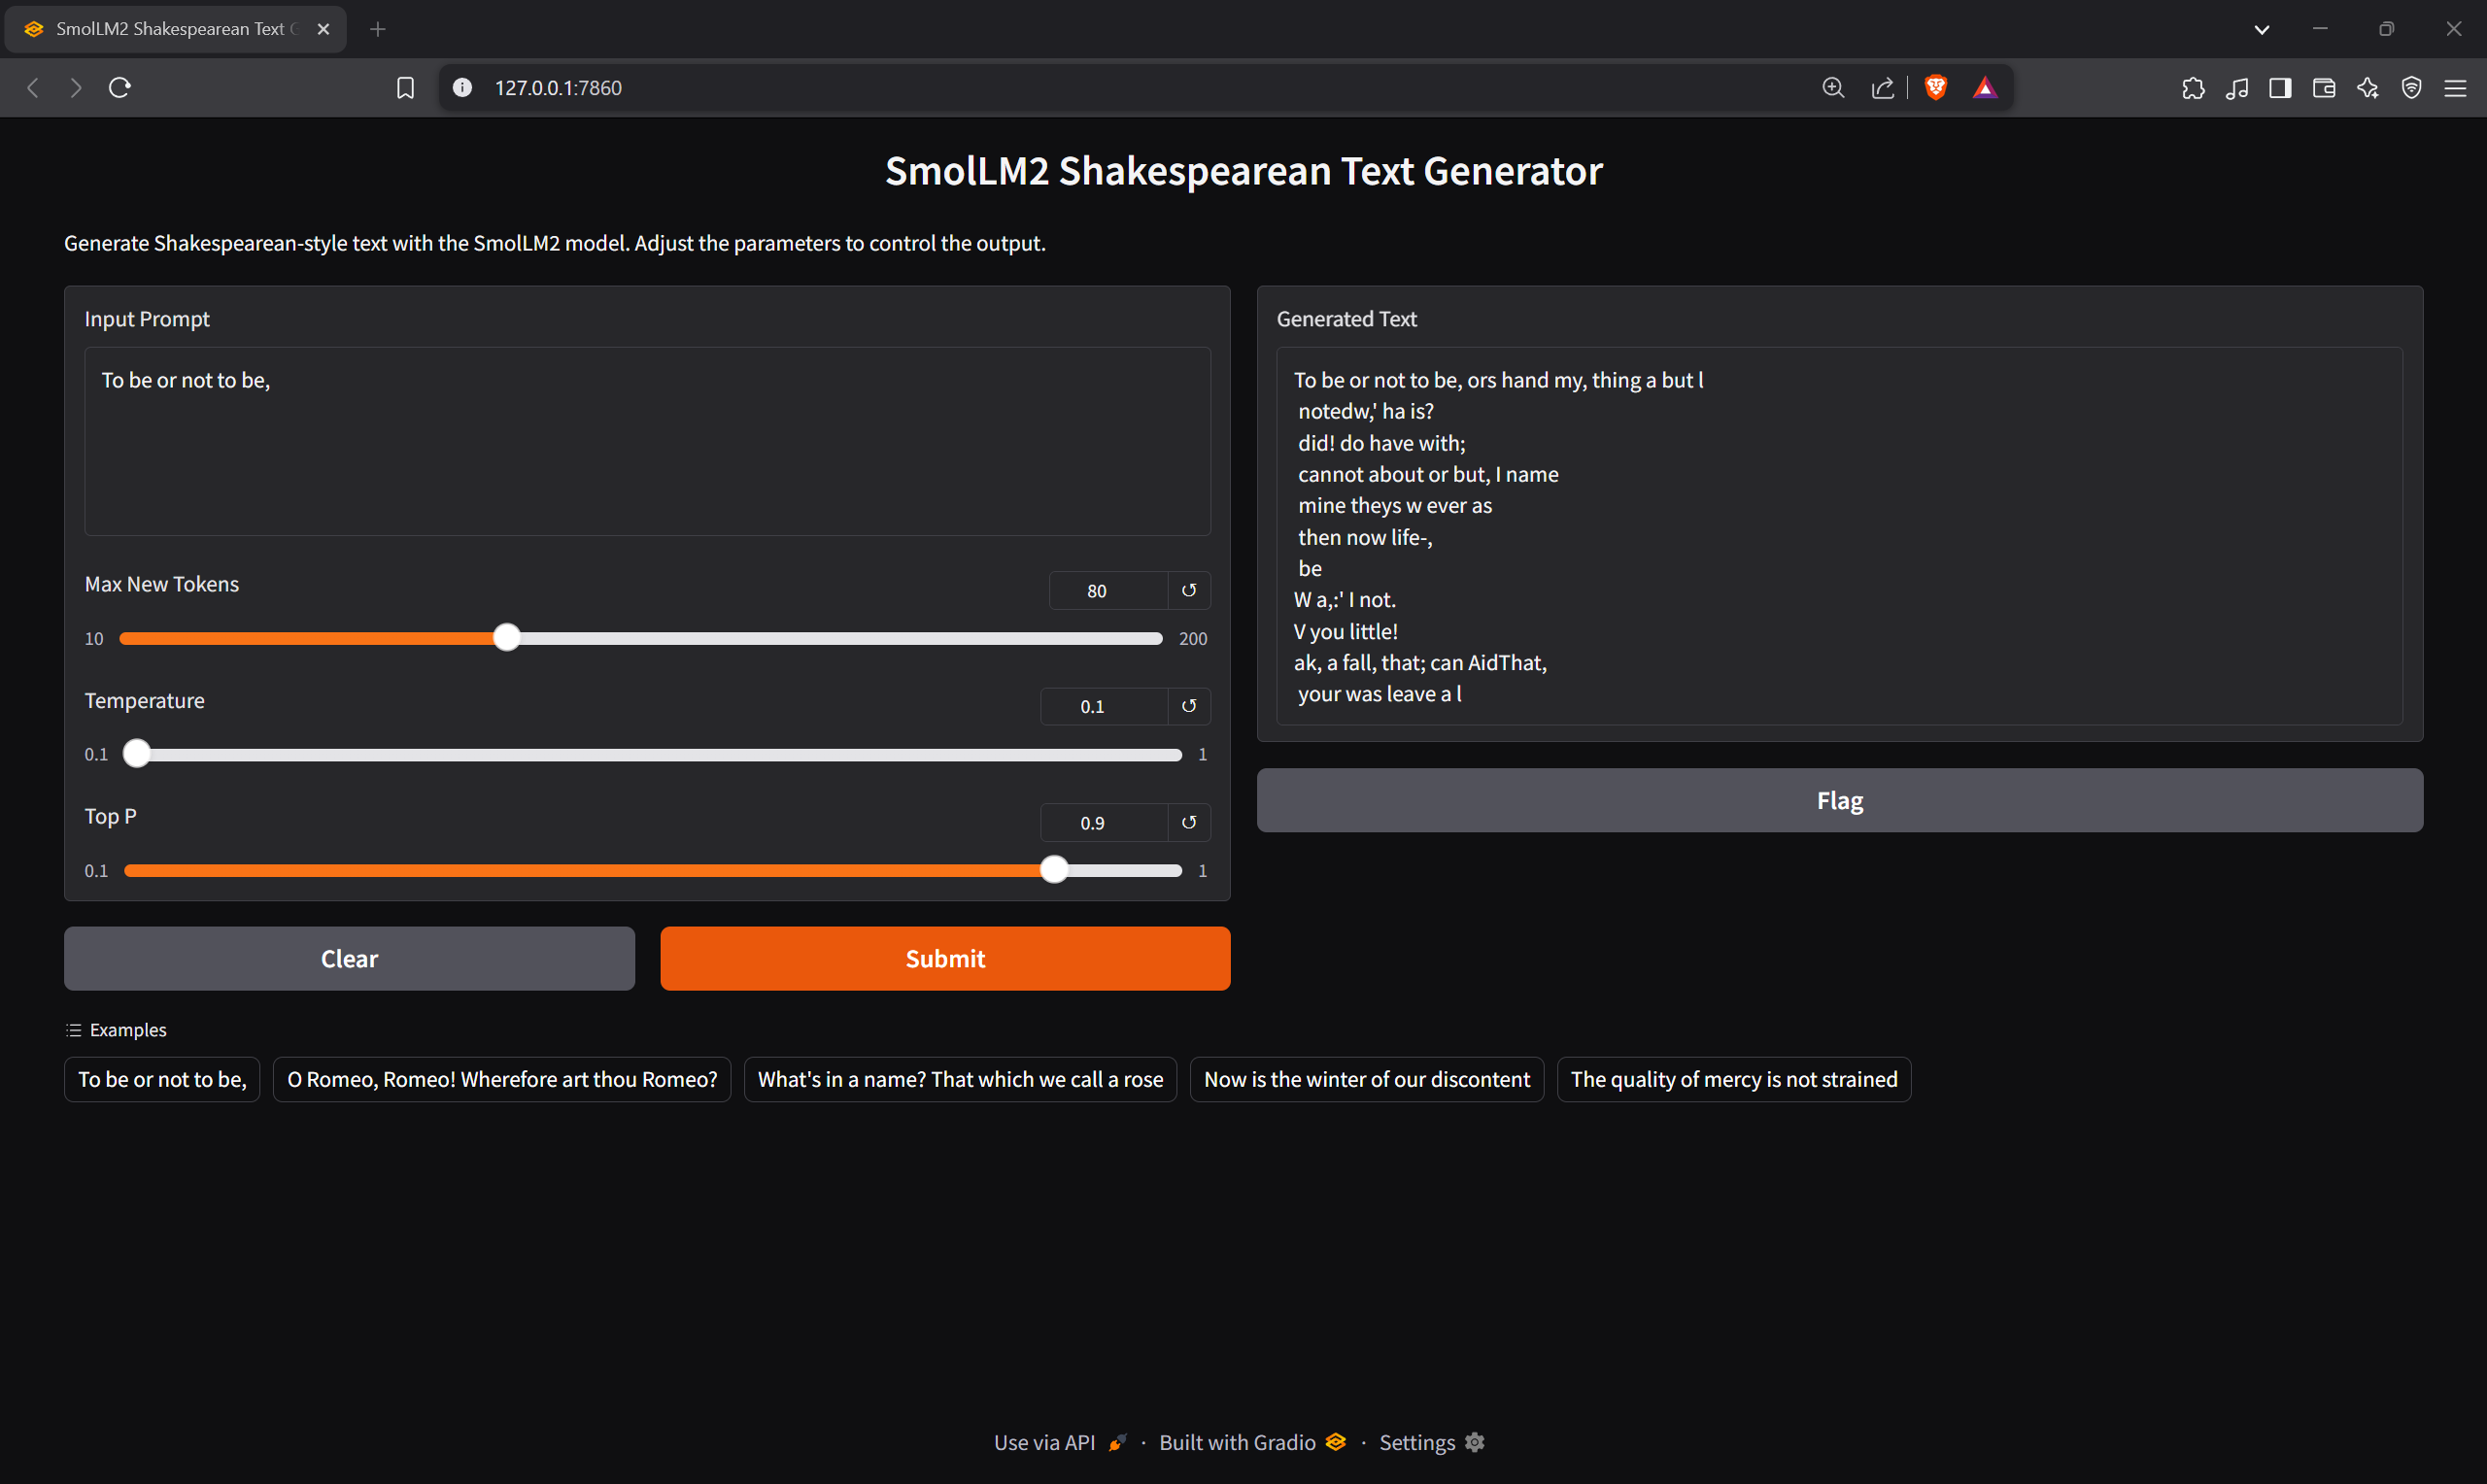 SmolLM2 Shakespearean Text G
127.0.0.1:7860
SmolLM2 Shakespearean Text Generator
Generate Shakespearean-style text with the SmolLM2 model. Adjust the parameters to control the output.
Input Prompt
To be or not to be,
Max New Tokens
80
10
200
Temperature
0.1
0.1
1
Top P
0.9
0.1
1
Clear
Submit
Generated Text
To be or not to be, ors hand my, thing a but l
notedw,' ha is?
did! do have with;
cannot about or but, I name
mine theys w ever as
then now life-,
be
W a,:' I not.
V you little!
ak, a fall, that; can AidThat,
your was leave a l
Flag
Examples
To be or not to be,
O Romeo, Romeo! Wherefore art thou Romeo?
What's in a name? That which we call a rose
Now is the winter of our discontent
The quality of mercy is not strained
Use via API · Built with Gradio · Settings